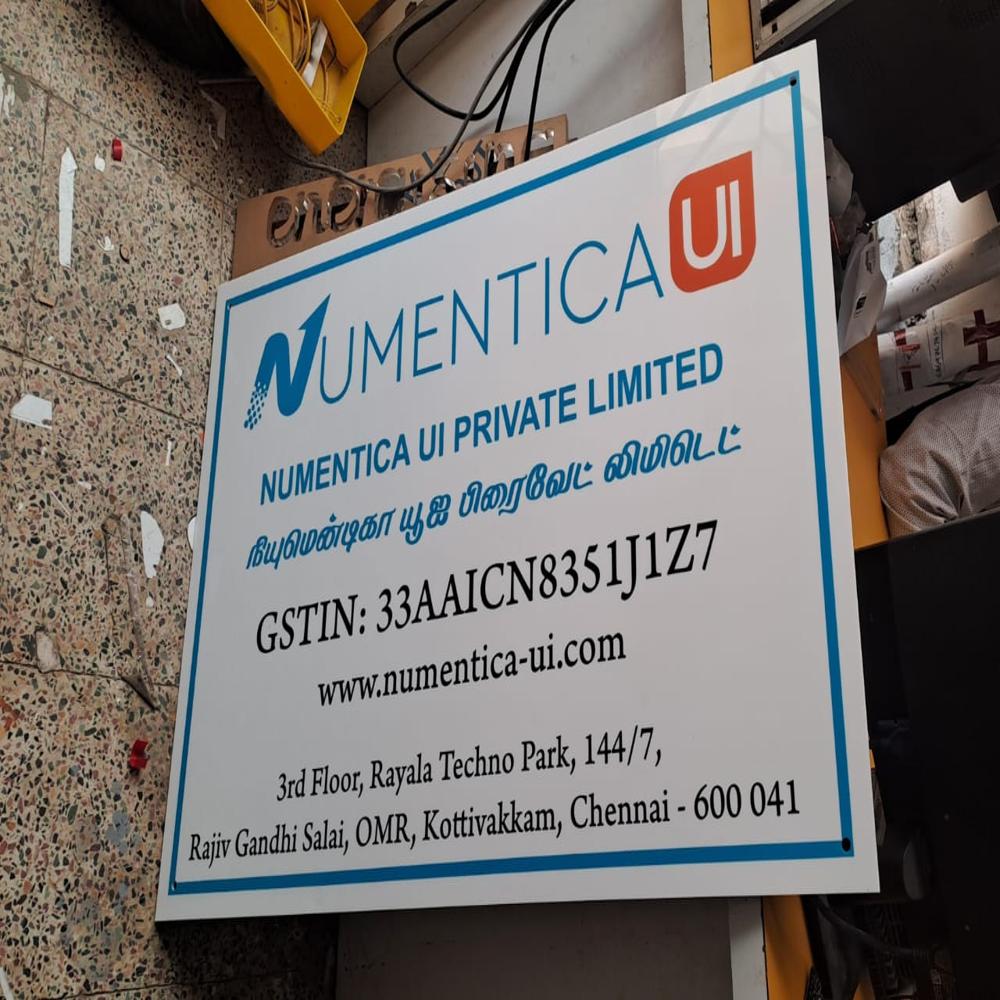 NUMENTICA UI
NUMENTICA UI PRIVATE LIMITED
நியுமென்டிகா யூஐ பிரைவேட் லிமிடெட்
GSTIN: 33AAICN8351J1Z7
www.numentica-ui.com
3rd Floor, Rayala Techno Park, 144/7,
Rajiv Gandhi Salai, OMR, Kottivakkam, Chennai - 600 041